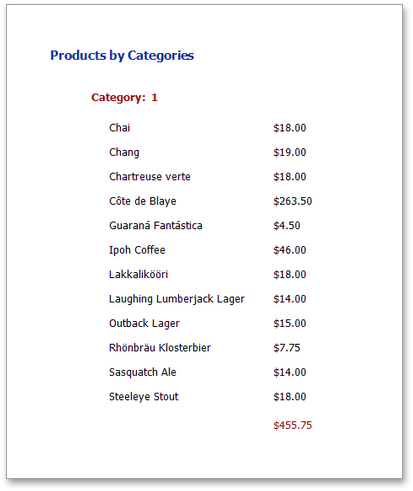 Products by Categories
Category: 1
Chai $18.00
Chang $19.00
Chartreuse verte $18.00
Côte de Blaye $263.50
Guaraná Fantástica $4.50
Ipoh Coffee $46.00
Lakkalikööri $18.00
Laughing Lumberjack Lager $14.00
Outback Lager $15.00
Rhönbräu Klosterbier $7.75
Sasquatch Ale $14.00
Steeleye Stout $18.00
$455.75